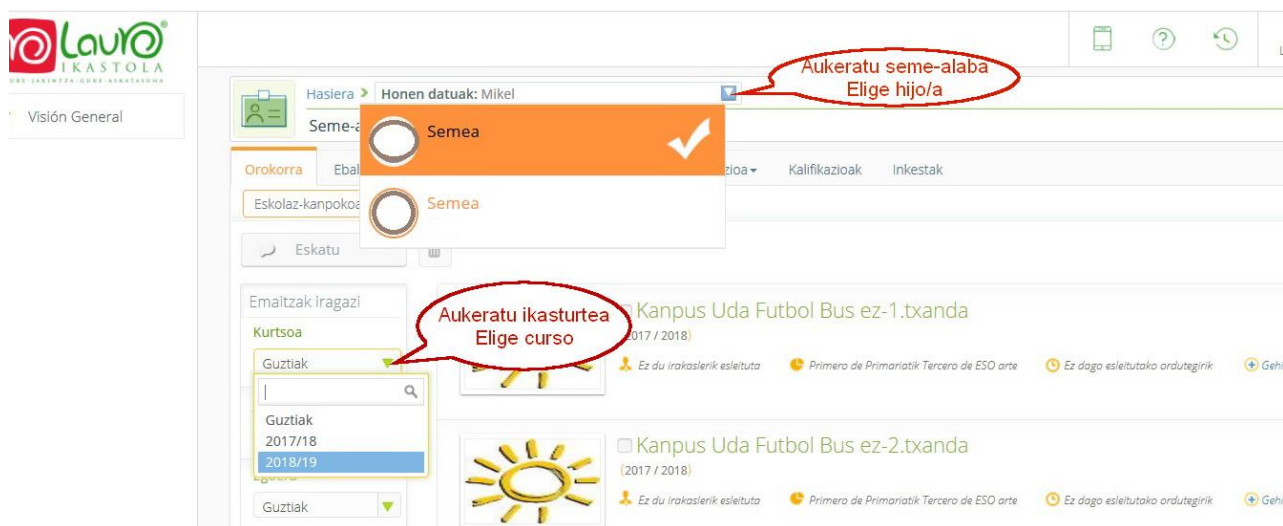 Lauro
IKASTOLA
Visión General
Hasiera > Honen datuak: Mikel
Aukeratu seme-alaba
Elige hijo/a
Semea
Semea
Orokorra
Kalifikazioak Inkestak
Eskatu
Emaitzak iragazi
Kurtsoa
Guztiak
Aukeratu ikasturtea
Elige curso
Guztiak
2017/18
2018/19
Guztiak
Kanpus Uda Futbol Bus ez-1.txanda
2017 / 2018)
Ez du irakaslerik esleituta Primero de Primariatik Tercero de ESO arte Ez dago esleitutako ordutegirik
Kanpus Uda Futbol Bus ez-2.txanda
(2017 / 2018)
Ez du irakaslerik esleituta Primero de Primariatik Tercero de ESO arte Ez dago esleitutako ordutegirik